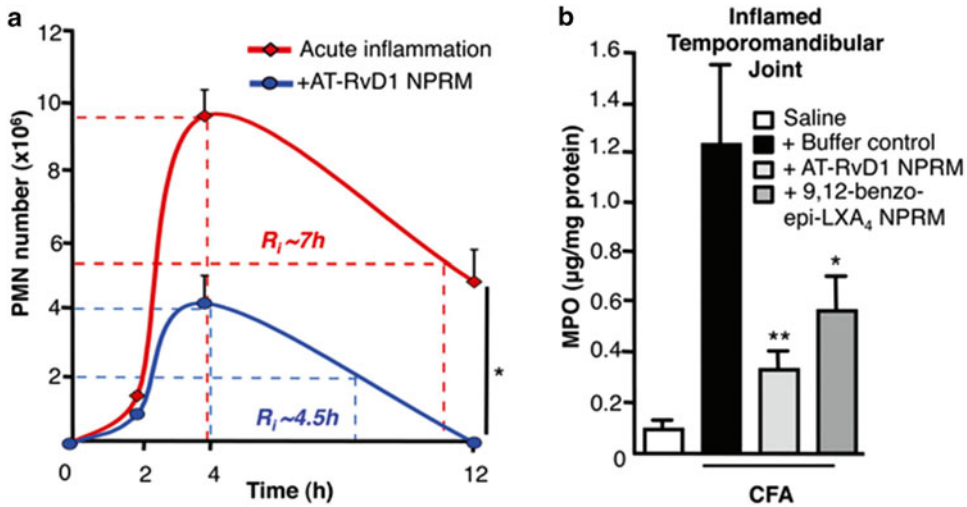 a
12
10
8
6
4
2
0
2
4
12
PMN number (x10⁶)
Time (h)
Acute inflammation
+AT-RvD1 NPRM
Rᵢ ~7h
Rᵢ ~4.5h
*
b
Inflamed
Temporomandibular
Joint
1.6
1.4
1.2
1.0
0.8
0.6
0.4
0.2
0
MPO (µg/mg protein)
Saline
+ Buffer control
+ AT-RvD1 NPRM
+ 9,12-benzo-
epi-LXA₄ NPRM
**
*
CFA